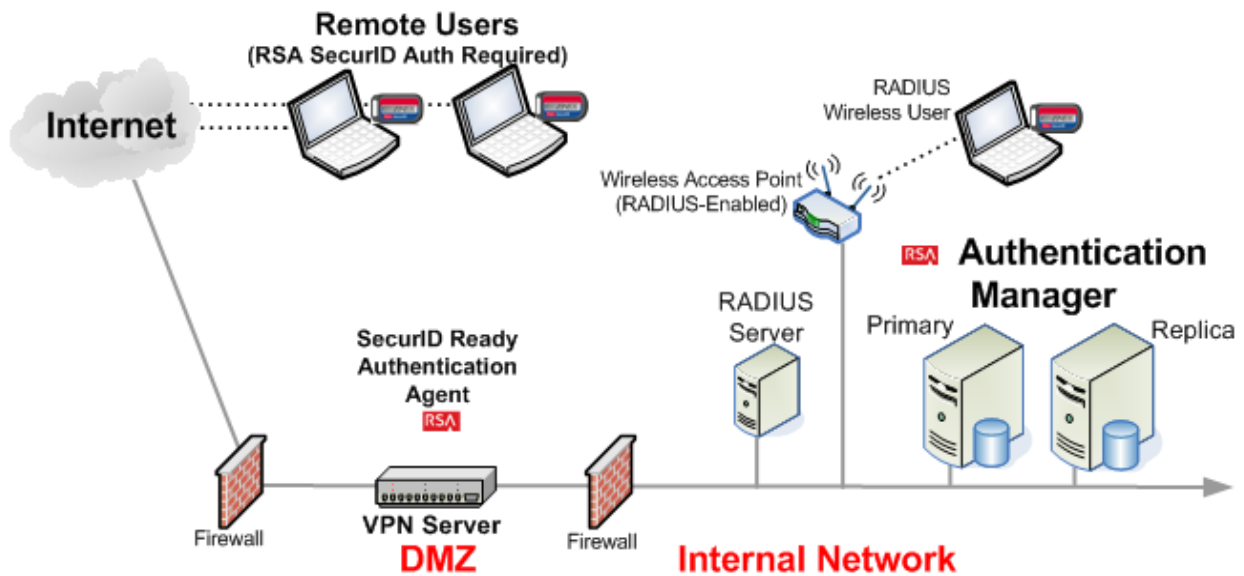 Remote Users
(RSA SecurID Auth Required)
Internet
RADIUS
Wireless User
Wireless Access Point
(RADIUS-Enabled)
RSA Authentication
Manager
RADIUS
Server
Primary
Replica
SecurID Ready
Authentication
Agent
RSA
Firewall
VPN Server
DMZ
Firewall
Internal Network